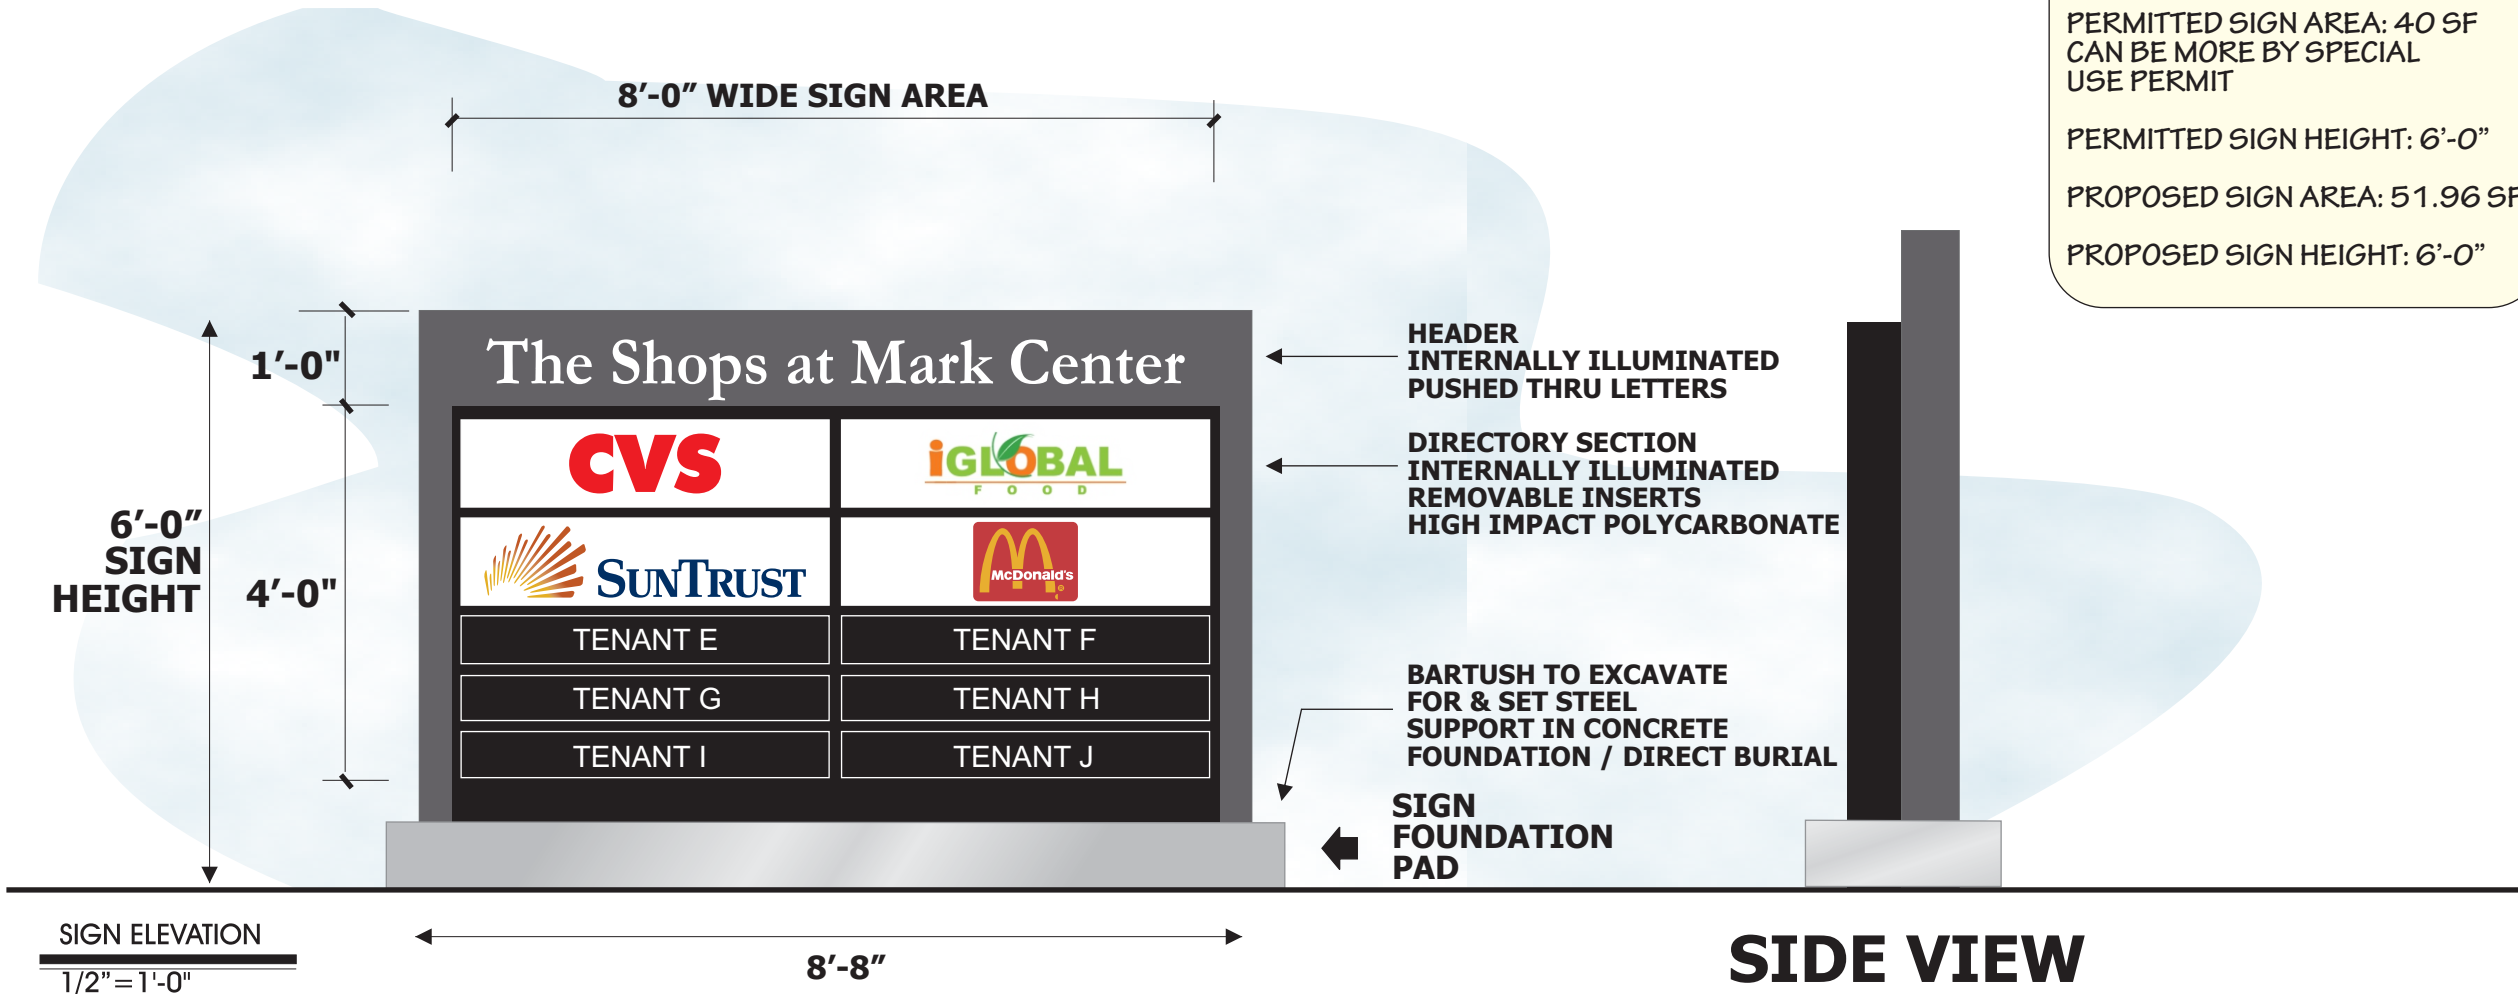 PERMITTED SIGN AREA: 40 SF
CAN BE MORE BY SPECIAL
USE PERMIT
PERMITTED SIGN HEIGHT: 6'-0"
PROPOSED SIGN AREA: 51.96 SF
PROPOSED SIGN HEIGHT: 6'-0"
8'-0" WIDE SIGN AREA
1'-0"
6'-0"
SIGN
HEIGHT
4'-0"
The Shops at Mark Center
CVS
iGLOBAL
FOOD
SUNTRUST
McDonald's
TENANT E
TENANT F
TENANT G
TENANT H
TENANT I
TENANT J
HEADER
INTERNALLY ILLUMINATED
PUSHED THRU LETTERS
DIRECTORY SECTION
INTERNALLY ILLUMINATED
REMOVABLE INSERTS
HIGH IMPACT POLYCARBONATE
BARTUSH TO EXCAVATE
FOR & SET STEEL
SUPPORT IN CONCRETE
FOUNDATION / DIRECT BURIAL
SIGN
FOUNDATION
PAD
SIGN ELEVATION
1/2"=1'-0"
8'-8"
SIDE VIEW